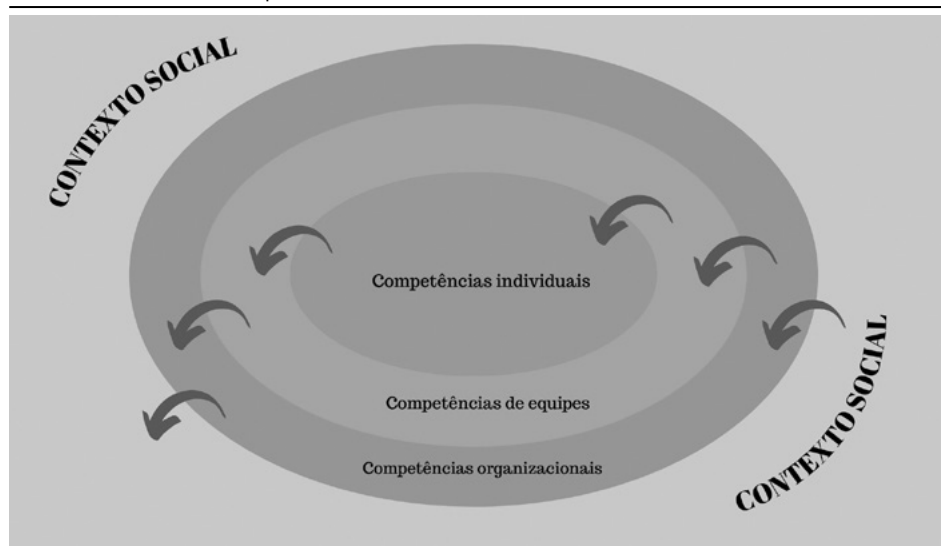 CONTEXTO SOCIAL
Competências individuais
Competências de equipes
Competências organizacionais
CONTEXTO SOCIAL